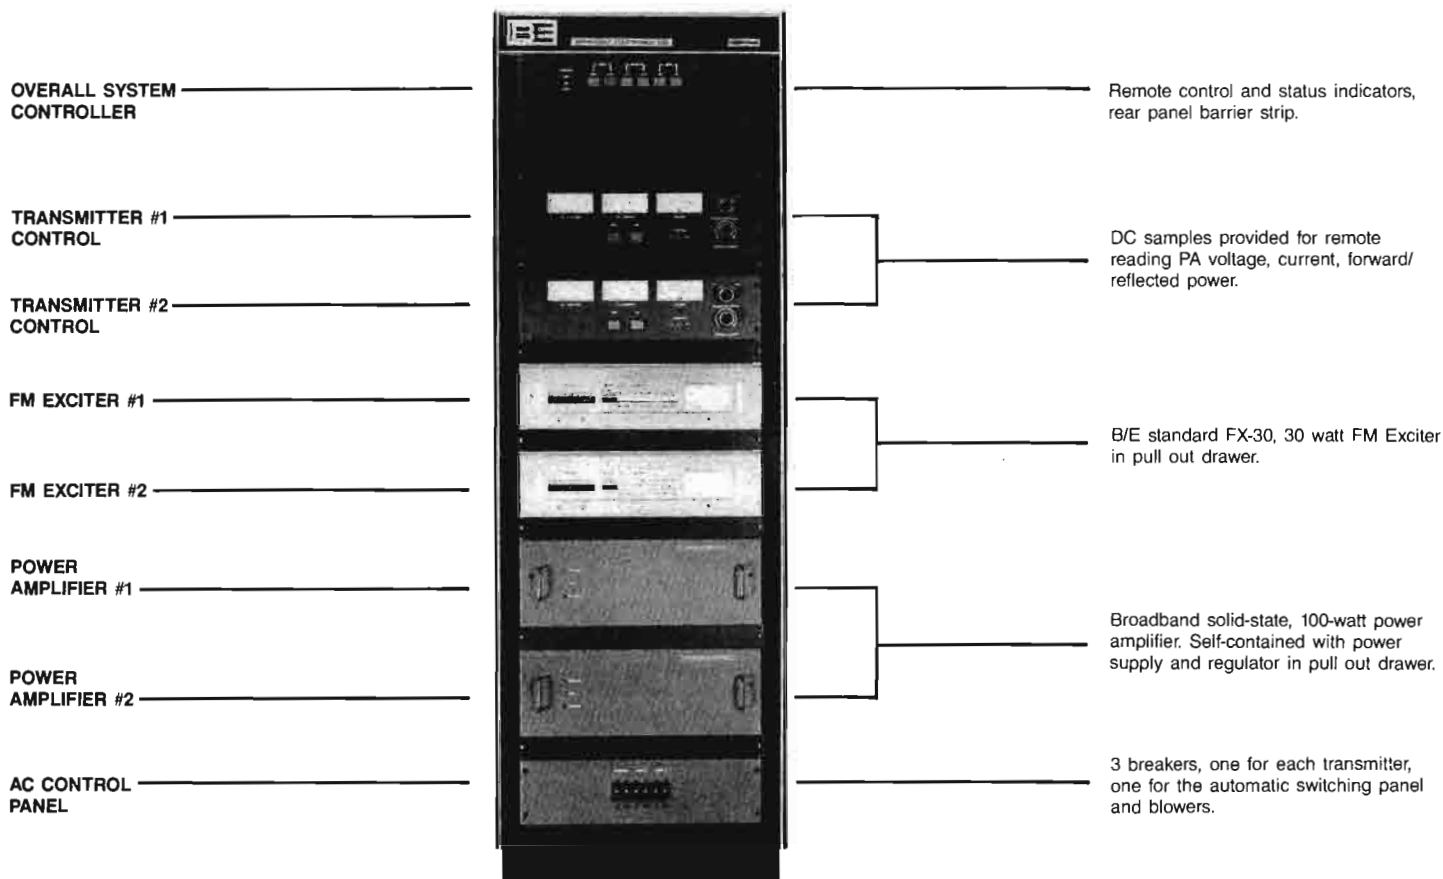 BE
OVERALL SYSTEM
CONTROLLER
Remote control and status indicators,
rear panel barrier strip.
TRANSMITTER #1
CONTROL
TRANSMITTER #2
CONTROL
DC samples provided for remote
reading PA voltage, current, forward/
reflected power.
FM EXCITER #1
FM EXCITER #2
B/E standard FX-30, 30 watt FM Exciter
in pull out drawer.
POWER
AMPLIFIER #1
POWER
AMPLIFIER #2
Broadband solid-state, 100-watt power
amplifier. Self-contained with power
supply and regulator in pull out drawer.
AC CONTROL
PANEL
3 breakers, one for each transmitter,
one for the automatic switching panel
and blowers.